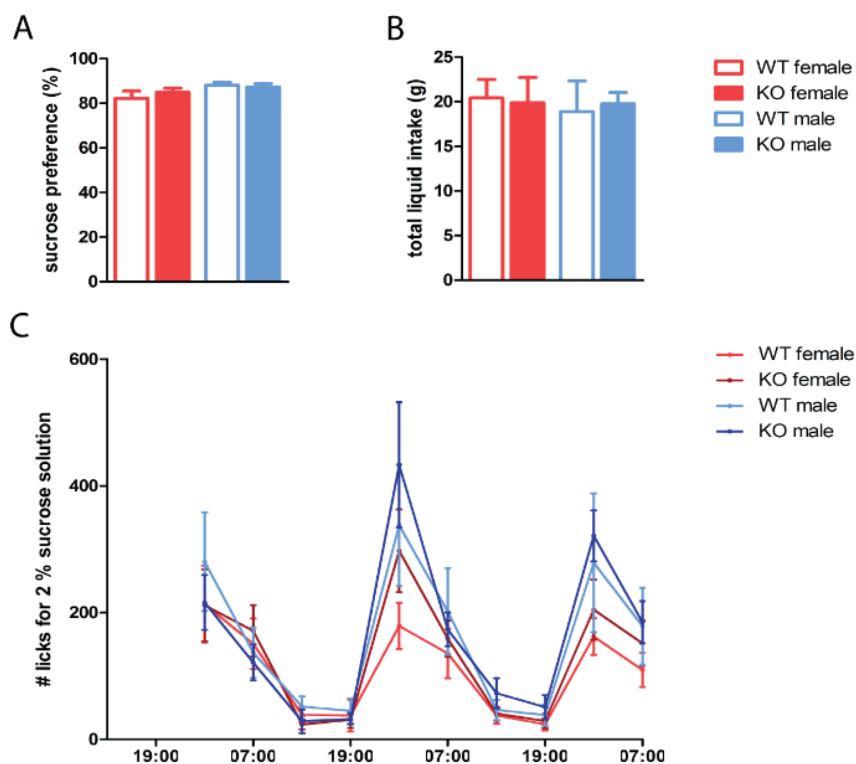 A
sucrose preference (%)
100
80
60
40
20
0
B
total liquid intake (g)
25
20
15
10
5
0
WT female
KO female
WT male
KO male
C
# licks for 2 % sucrose solution
600
400
200
0
19:00 07:00 19:00 07:00 19:00 07:00
WT female
KO female
WT male
KO male